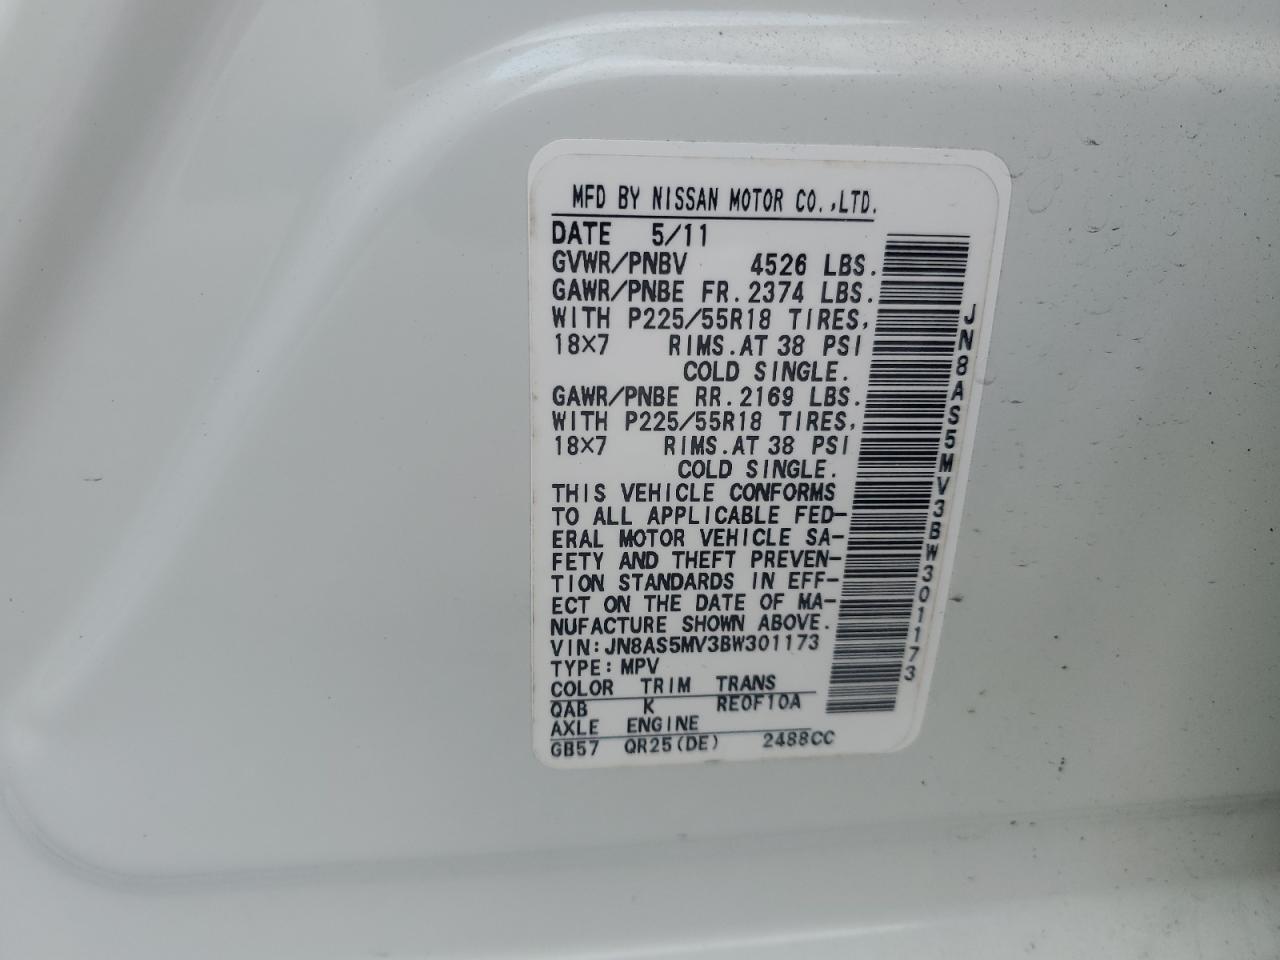 MFD BY NISSAN MOTOR CO.,LTD.
DATE 5/11
GVWR/PNBV 4526 LBS.
GAWR/PNBE FR. 2374 LBS.
WITH P225/55R18 TIRES,
18×7 RIMS.AT 38 PSI
COLD SINGLE.
GAWR/PNBE RR. 2169 LBS.
WITH P225/55R18 TIRES,
18×7 RIMS.AT 38 PSI
COLD SINGLE.
THIS VEHICLE CONFORMS
TO ALL APPLICABLE FED-
ERAL MOTOR VEHICLE SA-
FETY AND THEFT PREVEN-
TION STANDARDS IN EFF-
ECT ON THE DATE OF MA-
NUFACTURE SHOWN ABOVE.
VIN:JN8AS5MV3BW301173
TYPE:MPV
COLOR TRIM TRANS
QAB K RE0F10A
AXLE ENGINE
GB57 QR25(DE) 2488CC
JN8AS5MV3BW301173